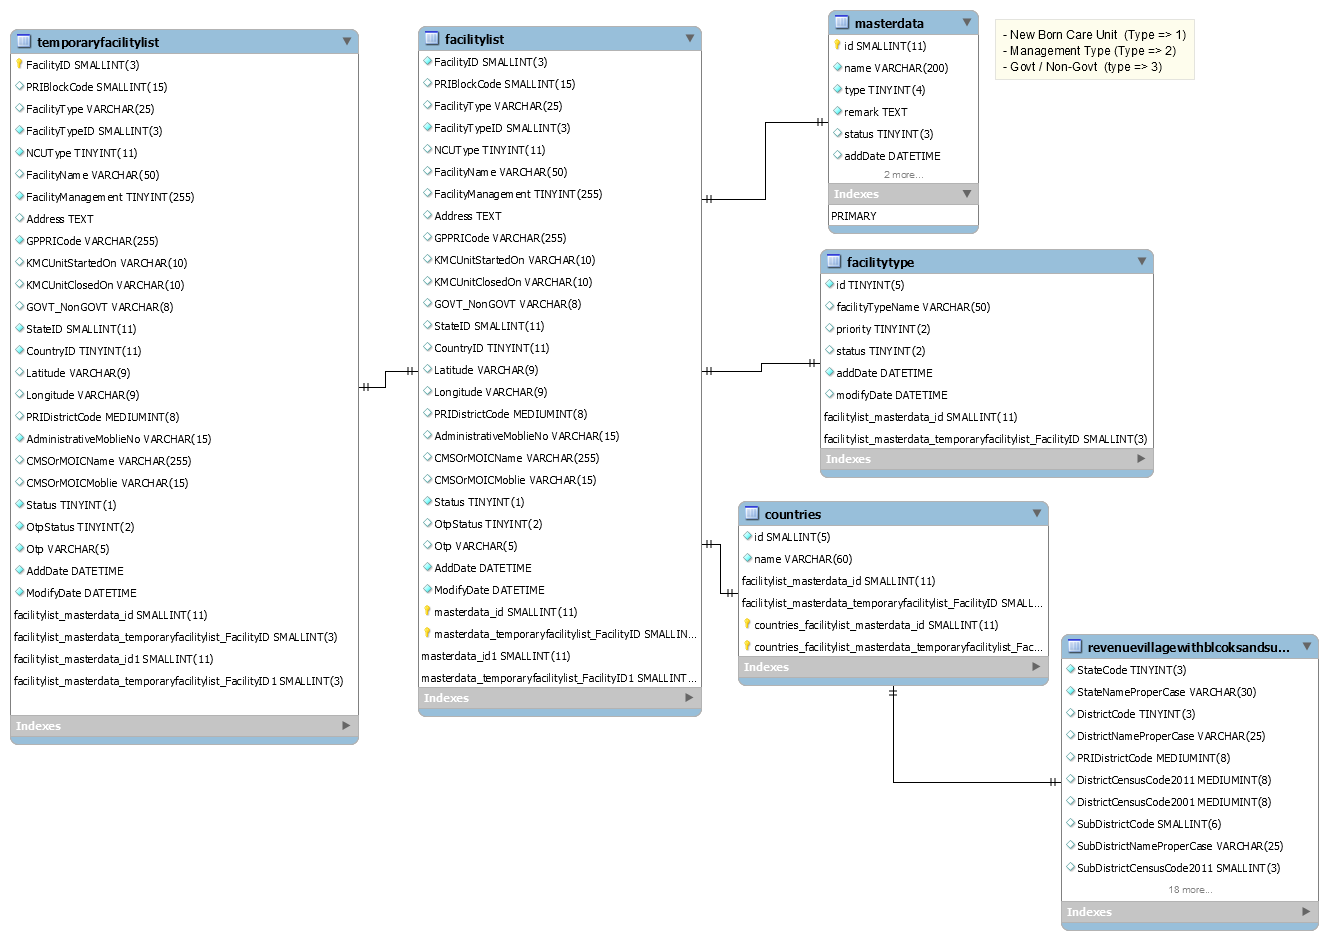 temporaryfacilitylist
FacilityID SMALLINT(3)
PRIBlockCode SMALLINT(15)
FacilityType VARCHAR(25)
FacilityTypeID SMALLINT(3)
NCUType TINYINT(11)
FacilityName VARCHAR(50)
FacilityManagement TINYINT(255)
Address TEXT
GPPRICode VARCHAR(255)
KMCUnitStartedOn VARCHAR(10)
KMCUnitClosedOn VARCHAR(10)
GOVT_NonGOVT VARCHAR(8)
StateID SMALLINT(11)
CountryID TINYINT(11)
Latitude VARCHAR(9)
Longitude VARCHAR(9)
PRIDistrictCode MEDIUMINT(8)
AdministrativeMoblieNo VARCHAR(15)
CMSOrMOICName VARCHAR(255)
CMSOrMOICMoblie VARCHAR(15)
Status TINYINT(1)
OtpStatus TINYINT(2)
Otp VARCHAR(5)
AddDate DATETIME
ModifyDate DATETIME
facilitylist_masterdata_id SMALLINT(11)
facilitylist_masterdata_temporaryfacilitylist_FacilityID SMALLINT(3)
facilitylist_masterdata_id1 SMALLINT(11)
facilitylist_masterdata_temporaryfacilitylist_FacilityID1 SMALLINT(3)
Indexes
facilitylist
FacilityID SMALLINT(3)
PRIBlockCode SMALLINT(15)
FacilityType VARCHAR(25)
FacilityTypeID SMALLINT(3)
NCUType TINYINT(11)
FacilityName VARCHAR(50)
FacilityManagement TINYINT(255)
Address TEXT
GPPRICode VARCHAR(255)
KMCUnitStartedOn VARCHAR(10)
KMCUnitClosedOn VARCHAR(10)
GOVT_NonGOVT VARCHAR(8)
StateID SMALLINT(11)
CountryID TINYINT(11)
Latitude VARCHAR(9)
Longitude VARCHAR(9)
PRIDistrictCode MEDIUMINT(8)
AdministrativeMoblieNo VARCHAR(15)
CMSOrMOICName VARCHAR(255)
CMSOrMOICMoblie VARCHAR(15)
Status TINYINT(1)
OtpStatus TINYINT(2)
Otp VARCHAR(5)
AddDate DATETIME
ModifyDate DATETIME
masterdata_id SMALLINT(11)
masterdata_temporaryfacilitylist_FacilityID SMALLIN...
masterdata_id1 SMALLINT(11)
masterdata_temporaryfacilitylist_FacilityID1 SMALLINT...
Indexes
masterdata
id SMALLINT(11)
name VARCHAR(200)
type TINYINT(4)
remark TEXT
status TINYINT(3)
addDate DATETIME
2 more...
Indexes
PRIMARY
- New Born Care Unit (Type => 1)
- Management Type (Type => 2)
- Govt / Non-Govt (type => 3)
facilitytype
id TINYINT(5)
facilityTypeName VARCHAR(50)
priority TINYINT(2)
status TINYINT(2)
addDate DATETIME
modifyDate DATETIME
facilitylist_masterdata_id SMALLINT(11)
facilitylist_masterdata_temporaryfacilitylist_FacilityID SMALLINT(3)
Indexes
countries
id SMALLINT(5)
name VARCHAR(60)
facilitylist_masterdata_id SMALLINT(11)
facilitylist_masterdata_temporaryfacilitylist_FacilityID SMALL...
countries_facilitylist_masterdata_id SMALLINT(11)
countries_facilitylist_masterdata_temporaryfacilitylist_Fac...
Indexes
revenuevillagewithblcoksandsu...
StateCode TINYINT(3)
StateNameProperCase VARCHAR(30)
DistrictCode TINYINT(3)
DistrictNameProperCase VARCHAR(25)
PRIDistrictCode MEDIUMINT(8)
DistrictCensusCode2011 MEDIUMINT(8)
DistrictCensusCode2001 MEDIUMINT(8)
SubDistrictCode SMALLINT(6)
SubDistrictNameProperCase VARCHAR(25)
SubDistrictCensusCode2011 SMALLINT(3)
18 more...
Indexes